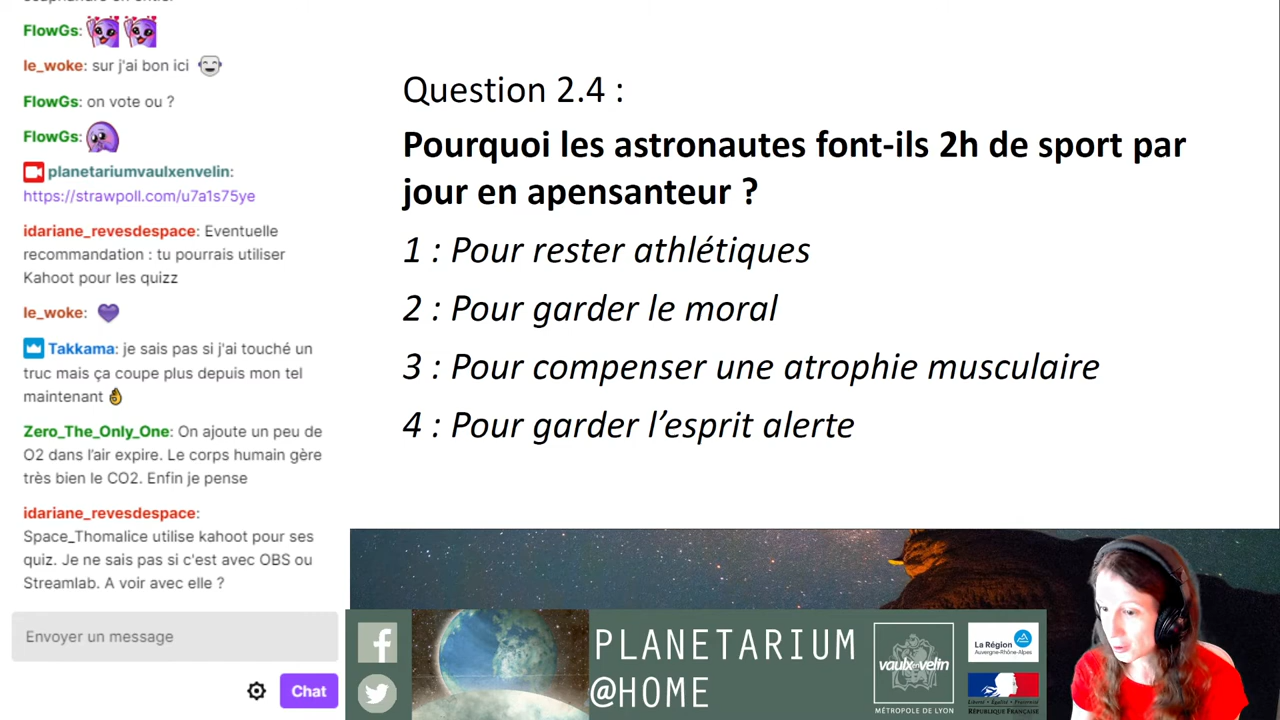 FlowGs:
le_woke: sur j'ai bon ici
FlowGs: on vote ou ?
FlowGs:
planetariumvaulxenvelin:
https://strawpoll.com/u7a1s75ye
idariane_revesdespace: Eventuelle
recommandation : tu pourrais utiliser
Kahoot pour les quizz
le_woke:
Takkama: je sais pas si j'ai touché un
truc mais ça coupe plus depuis mon tel
maintenant
Zero_The_Only_One: On ajoute un peu de
O2 dans l'air expire. Le corps humain gère
très bien le CO2. Enfin je pense
idariane_revesdespace:
Space_Thomalice utilise kahoot pour ses
quiz. Je ne sais pas si c'est avec OBS ou
Streamlab. A voir avec elle ?
Envoyer un message
Chat
Question 2.4 :
Pourquoi les astronautes font-ils 2h de sport par
jour en apensanteur ?
1 : Pour rester athlétiques
2 : Pour garder le moral
3 : Pour compenser une atrophie musculaire
4 : Pour garder l’esprit alerte
PLANETARIUM
@HOME
vaulxenvelin
MÉTROPOLE DE LYON
La Région
Auvergne-Rhône-Alpes
Liberté • Égalité • Fraternité
RÉPUBLIQUE FRANÇAISE